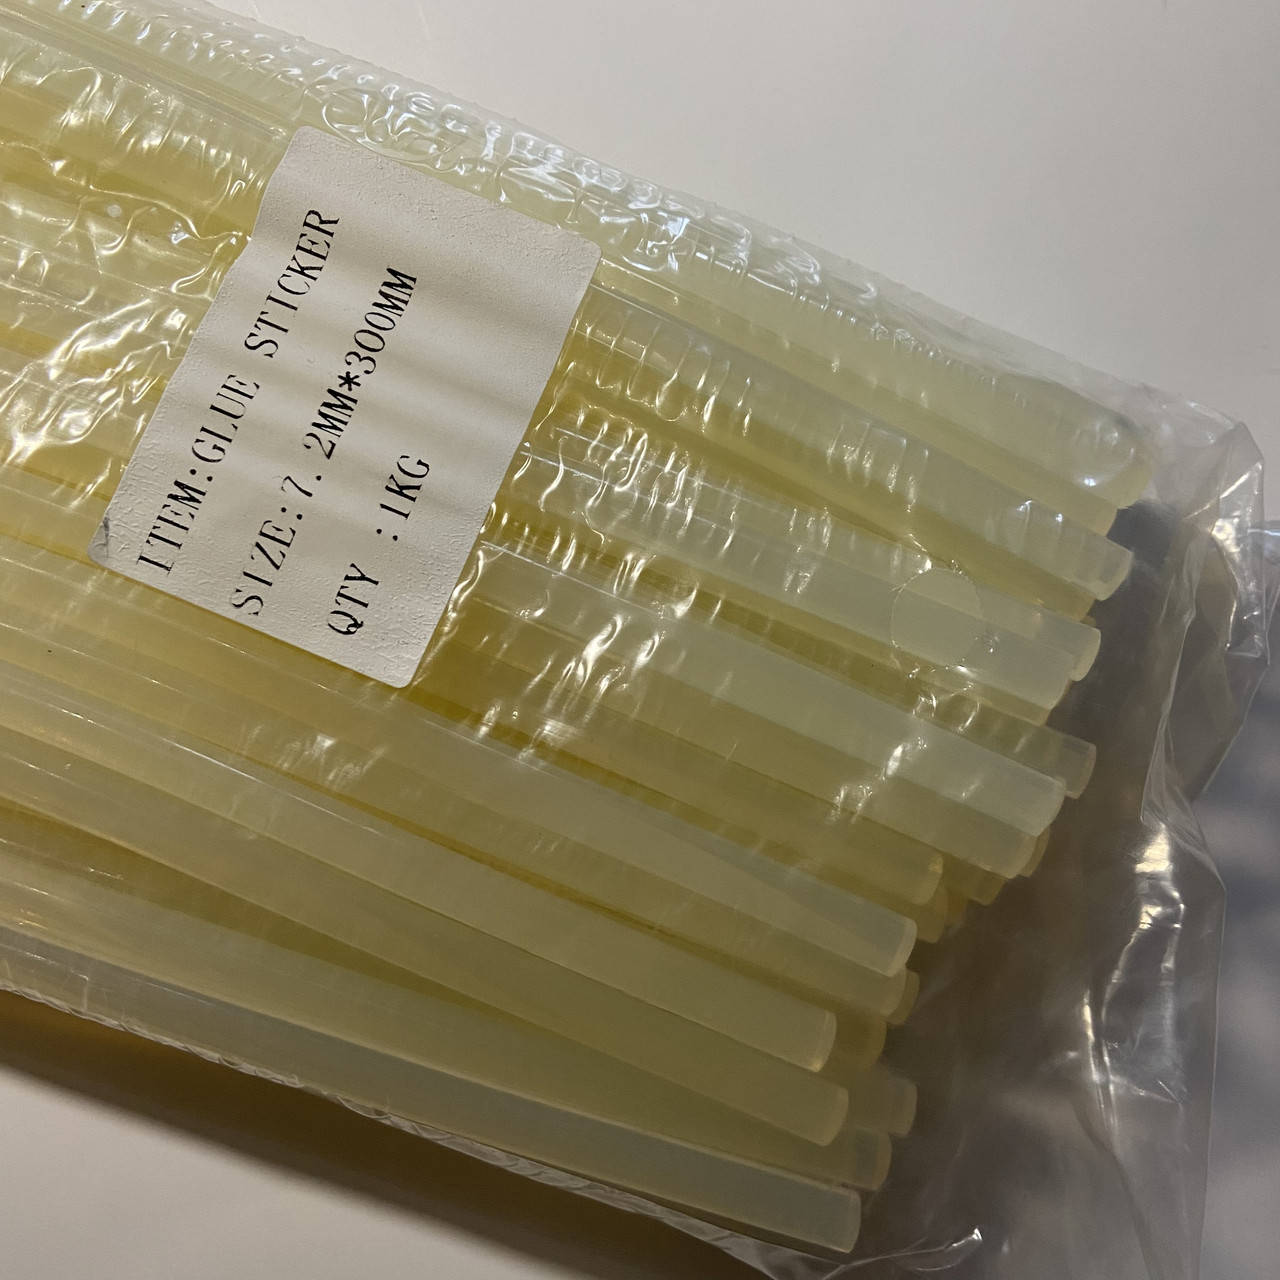 ITEM:GLUE STICKER
SIZE:7.2MM*300MM
QTY :1KG